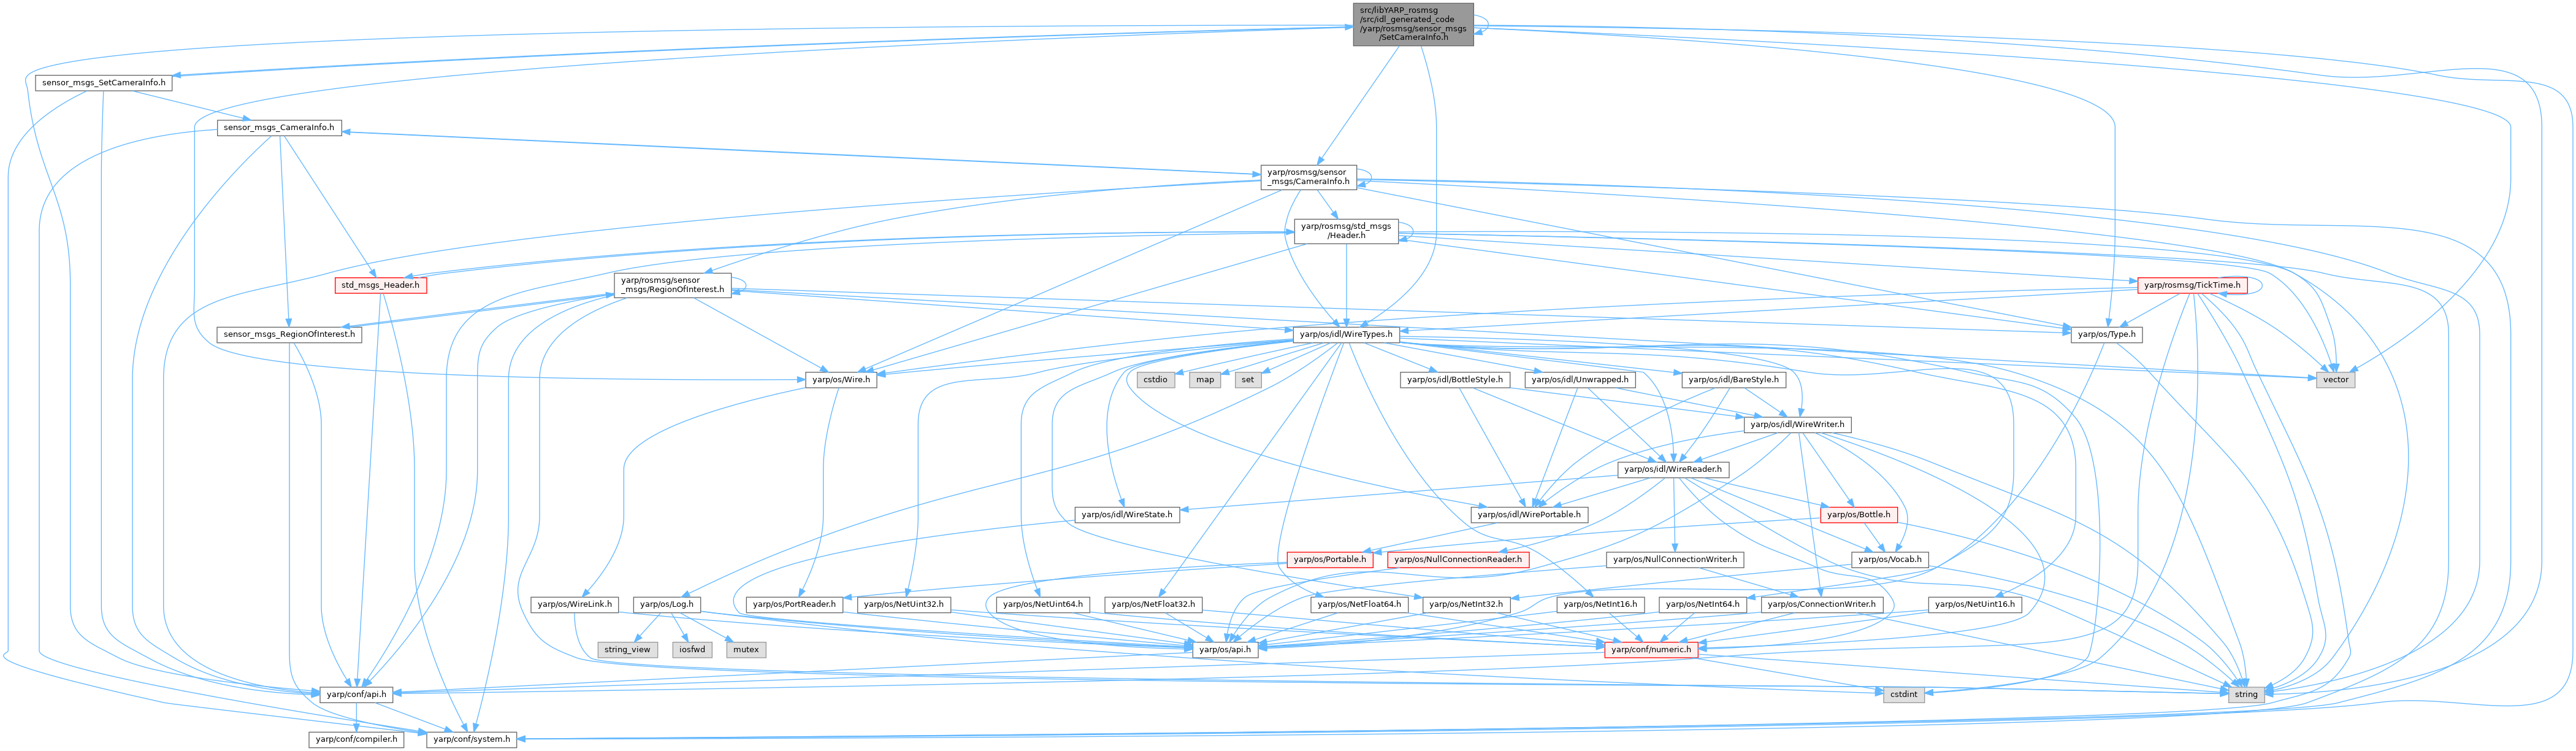 src/libYARP_rosmsg
/src/idl_generated_code
/yarp/rosmsg/sensor_msgs
/SetCameraInfo.h
sensor_msgs_SetCameraInfo.h
sensor_msgs_CameraInfo.h
yarp/rosmsg/sensor
_msgs/CameraInfo.h
yarp/rosmsg/std_msgs
/Header.h
std_msgs_Header.h
yarp/rosmsg/sensor
_msgs/RegionOfInterest.h
yarp/rosmsg/TickTime.h
sensor_msgs_RegionOfInterest.h
yarp/os/idl/WireTypes.h
yarp/os/Type.h
yarp/os/Wire.h
cstdio
map
set
yarp/os/idl/BottleStyle.h
yarp/os/idl/Unwrapped.h
yarp/os/idl/BareStyle.h
vector
yarp/os/idl/WireWriter.h
yarp/os/idl/WireReader.h
yarp/os/idl/WireState.h
yarp/os/idl/WirePortable.h
yarp/os/Bottle.h
yarp/os/Portable.h
yarp/os/NullConnectionReader.h
yarp/os/NullConnectionWriter.h
yarp/os/Vocab.h
yarp/os/WireLink.h
yarp/os/Log.h
yarp/os/PortReader.h
yarp/os/NetUint32.h
yarp/os/NetUint64.h
yarp/os/NetFloat32.h
yarp/os/NetFloat64.h
yarp/os/NetInt32.h
yarp/os/NetInt16.h
yarp/os/NetInt64.h
yarp/os/ConnectionWriter.h
yarp/os/NetUint16.h
string_view
iosfwd
mutex
yarp/os/api.h
yarp/conf/numeric.h
yarp/conf/api.h
cstdint
string
yarp/conf/compiler.h
yarp/conf/system.h